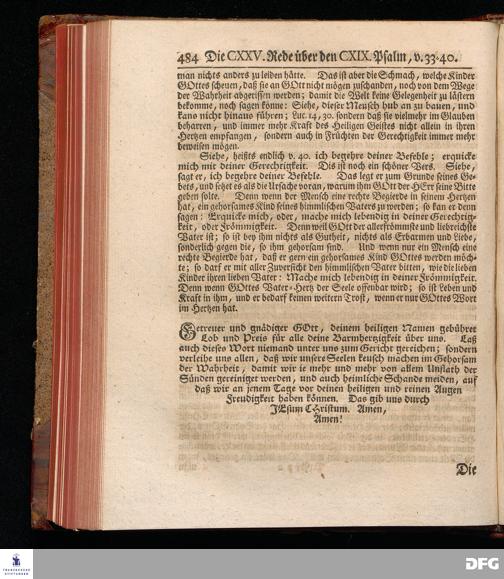 484 Die CXXV. Rede über den CXIX. Psalm, v. 33-40.
man nichts anders zu leiden hätte. Das ist aber die Schmach, welche Kinder
GOttes scheuen, daß sie an GOtt nicht mögen zuschanden, noch von dem Wege
der Wahrheit abgerissen werden; damit die Welt keine Gelegenheit zu lästern
bekomme, noch sagen könne: Siehe, dieser Mensch hub an zu bauen, und
kans nicht hinaus führen; Luc. 14, 30. sondern daß sie vielmehr im Glauben
beharren, und immer mehr Kraft des Heiligen Geistes nicht allein in ihren
Hertzen empfangen, sondern auch in Früchten der Gerechtigkeit immer mehr
beweisen mögen.
Siehe, heißts endlich v. 40. ich begehre deiner Befehle; erquicke
mich mit deiner Gerechtigkeit. Dis ist noch ein schöner Vers. Siehe,
sagt er, ich begehre deiner Befehle. Das legt er zum Grunde seines Ge-
bets, und setzet es als die Ursache voran, warum ihm GOtt der HErr seine Bitte
geben solte. Denn wenn der Mensch eine rechte Begierde in seinem Hertzen
hat, ein gehorsames Kind seines himmlischen Vaters zu werden; so kan er denn
sagen: Erquicke mich, oder, mache mich lebendig in deiner Gerechtig-
keit, oder Frömmigkeit. Denn weil GOtt der allerfrömmste und liebreichste
Vater ist; so ist bey ihm nichts als Gutheit, nichts als Erbarmen und Liebe,
sonderlich gegen die, so ihm gehorsam sind. Und wenn nur ein Mensch eine
rechte Begierde hat, daß er gern ein gehorsames Kind GOttes werden möch-
te; so darf er mit aller Zuversicht den himmlischen Vater bitten, wie die lieben
Kinder ihren lieben Vater: Mache mich lebendig in deiner Frömmigkeit.
Denn wenn GOttes Vater-Hertz der Seele offenbar wird; so ist Leben und
Kraft in ihm, und er bedarf keinen weitern Trost, wenn er nur GOttes Wort
im Hertzen hat.
Getreuer und gnädiger GOtt, deinem heiligen Namen gebühret
Lob und Preis für alle deine Barmhertzigkeit über uns. Laß
auch dieses Wort niemand unter uns zum Gericht gereichen; sondern
verleihe uns allen, daß wir unsere Seelen keusch machen im Gehorsam
der Wahrheit, damit wir ie mehr und mehr von allem Unflath der
Sünden gereiniget werden, und auch heimliche Schande meiden, auf
daß wir an jenem Tage vor deinen heiligen und reinen Augen
Freudigkeit haben können. Das gib uns durch
JEsum CHristum. Amen,
Amen!
Die
FRANCKESCHE
STIFTUNGEN
DFG